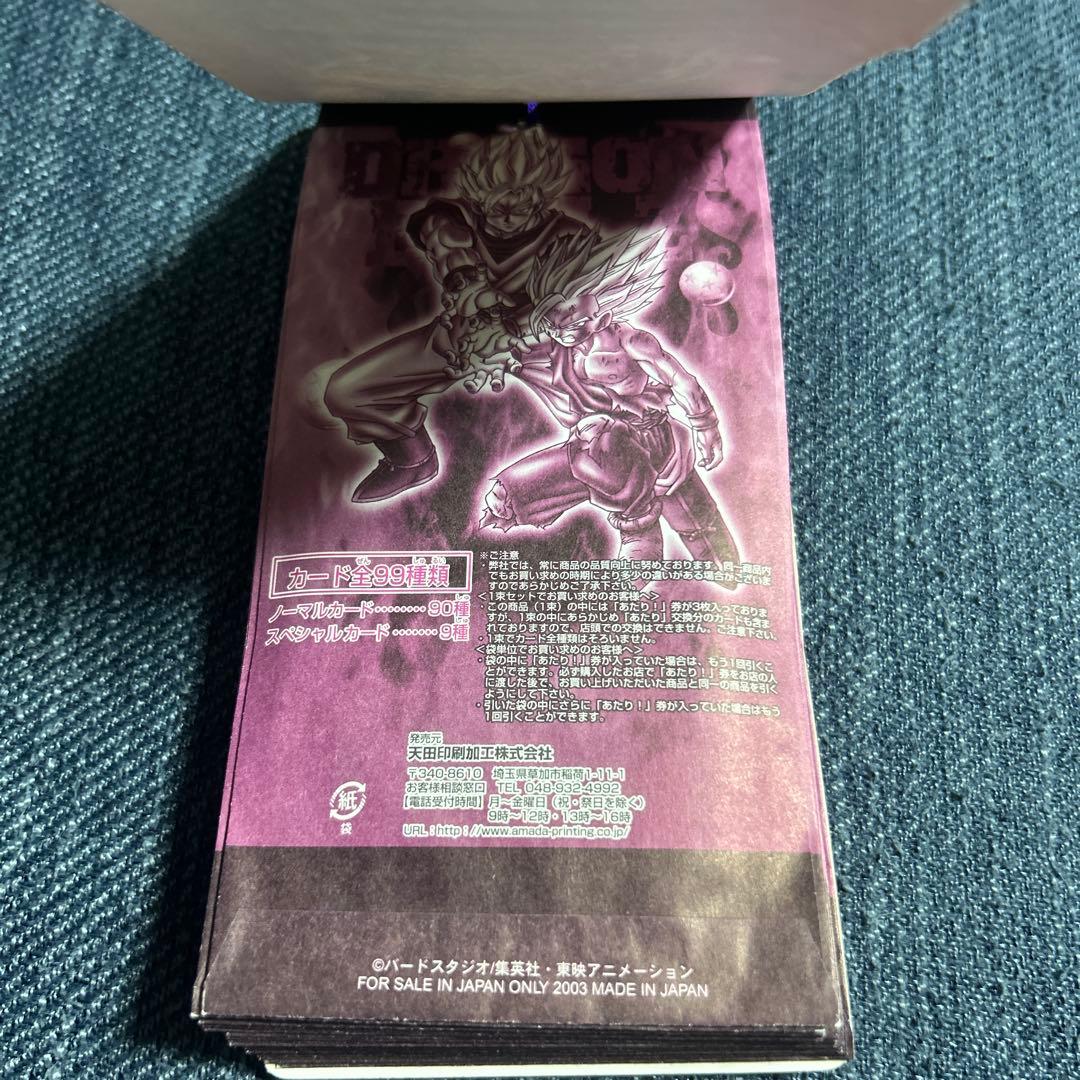 DRAGON
カード全99種類
ノーマルカード‥‥‥‥90種
スペシャルカード‥‥‥‥9種
※ご注意
・弊社では、常に商品の品質向上に努めております。同一商品内
でもお買い求めの時期により多少の違いがある場合がございま
すのであらかじめご了承下さい。
<1束セットでお買い求めのお客様へ>
・この商品(1束)の中には「あたり!」券が3枚入っておりま
すが、1束の中にあらかじめ「あたり」交換分のカードも含ま
れておりますので、店頭での交換はできません。ご注意下さい。
・1束でカード全種類はそろいません。
<袋単位でお買い求めのお客様へ>
・袋の中に「あたり!」券が入っていた場合は、もう1回引くこ
とができます。必ず購入したお店で「あたり!」券をお店の人
に渡した後で、お買い上げいただいた商品と同一の商品を引く
ようにして下さい。
・引いた袋の中にさらに「あたり!」券が入っていた場合はもう
1回引くことができます。
発売元
天田印刷加工株式会社
〒340-8610 埼玉県草加市稲荷1-11-1
お客様相談窓口 TEL 048-932-4992
【電話受付時間】月〜金曜日(祝・祭日を除く)
9時〜12時・13時〜16時
URL:http://www.amada-printing.co.jp/
紙
袋
©バードスタジオ/集英社・東映アニメーション
FOR SALE IN JAPAN ONLY 2003 MADE IN JAPAN